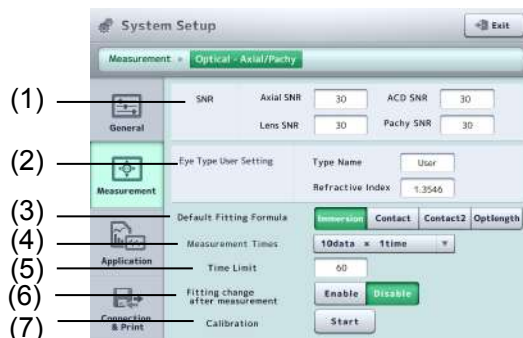 System Setup
Exit
Measurement
Optical - Axial/Pachy
(1)
SNR
Axial SNR
30
ACD SNR
30
General
Lens SNR
30
Pachy SNR
30
(2)
Eye Type User Setting
Type Name
User
Measurement
Refractive Index
1.3546
(3)
Default Fitting Formula
Immersion
Contact
Contact2
Optlength
(4)
Measurement Times
10data × 1time
Application
(5)
Time Limit
60
(6)
Fitting change
after measurement
Enable
Disable
(7)
Connection
& Print
Calibration
Start